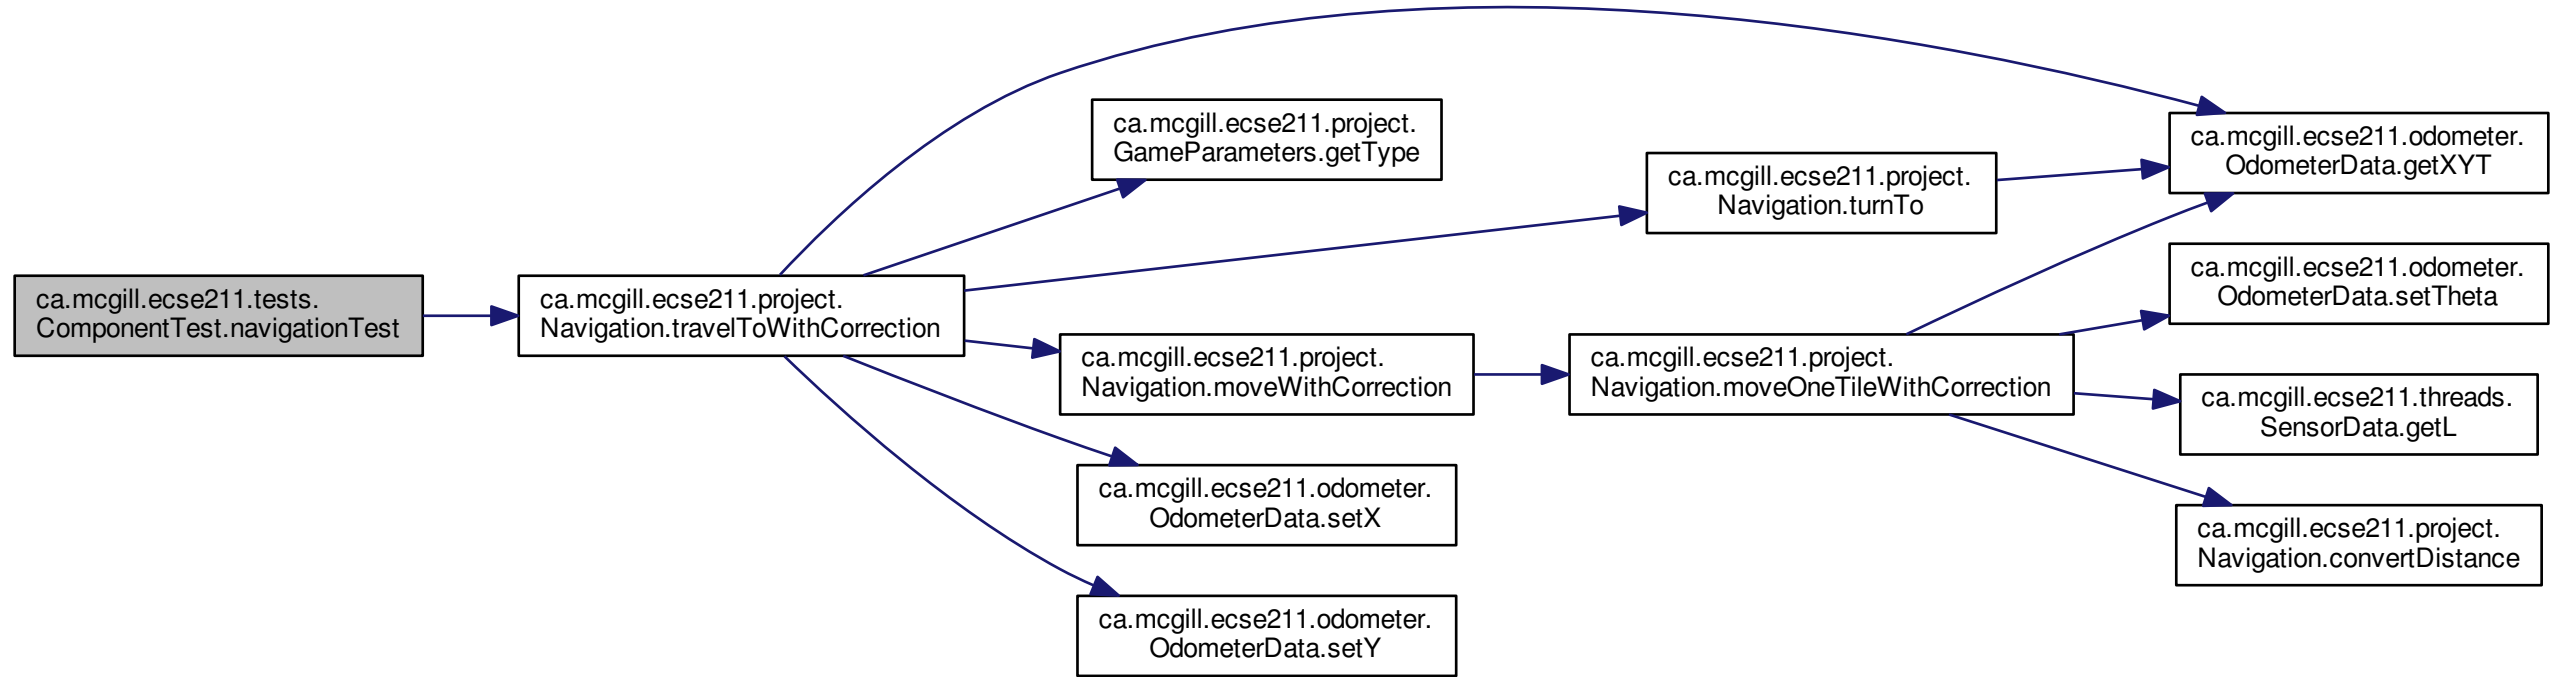 ca.mcgill.ecse211.tests.
ComponentTest.navigationTest
ca.mcgill.ecse211.project.
Navigation.travelToWithCorrection
ca.mcgill.ecse211.project.
GameParameters.getType
ca.mcgill.ecse211.project.
Navigation.moveWithCorrection
ca.mcgill.ecse211.odometer.
OdometerData.setX
ca.mcgill.ecse211.odometer.
OdometerData.setY
ca.mcgill.ecse211.project.
Navigation.turnTo
ca.mcgill.ecse211.project.
Navigation.moveOneTileWithCorrection
ca.mcgill.ecse211.odometer.
OdometerData.getXYT
ca.mcgill.ecse211.odometer.
OdometerData.setTheta
ca.mcgill.ecse211.threads.
SensorData.getL
ca.mcgill.ecse211.project.
Navigation.convertDistance